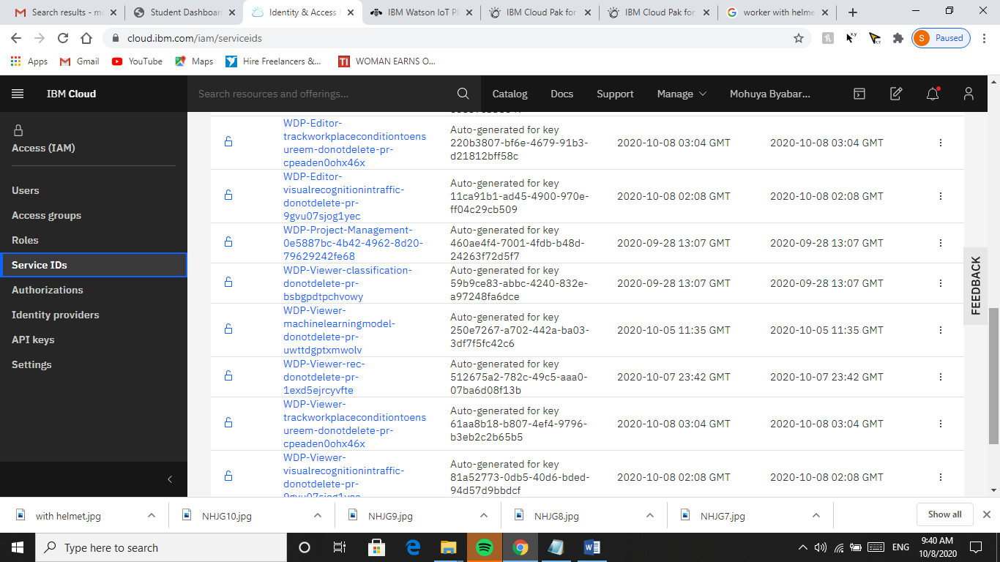 Search results - mo
Student Dashboard
Identity & Access
IBM Watson IoT Pl
IBM Cloud Pak for
IBM Cloud Pak for
worker with helme
cloud.ibm.com/iam/serviceids
S Paused
Apps
Gmail
YouTube
Maps
Hire Freelancers &...
TI WOMAN EARNS O...
IBM Cloud
Search resources and offerings...
Catalog
Docs
Support
Manage
Mohuya Byabar...
Access (IAM)
Users
Access groups
Roles
Service IDs
Authorizations
Identity providers
API keys
Settings
WDP-Editor-
trackworkplaceconditiontoens
ureem-donotdelete-pr-
cpeaden0ohx46x
Auto-generated for key
220b3807-bf6e-4679-91b3-
d21812bff58c
2020-10-08 03:04 GMT
2020-10-08 03:04 GMT
WDP-Editor-
visualrecognitionintraffic-
donotdelete-pr-
9gvu07sjog1yec
Auto-generated for key
11ca91b1-ad45-4900-970e-
ff04c29cb509
2020-10-08 02:08 GMT
2020-10-08 02:08 GMT
WDP-Project-Management-
0e5887bc-4b42-4962-8d20-
79629242fe68
Auto-generated for key
460ae4f4-7001-4fdb-b48d-
24263f72d5f7
2020-09-28 13:07 GMT
2020-09-28 13:07 GMT
WDP-Viewer-classification-
donotdelete-pr-
bsbgpdtpchvowy
Auto-generated for key
59b9ce83-abbc-4240-832e-
a97248fa6dce
2020-09-28 13:07 GMT
2020-09-28 13:07 GMT
WDP-Viewer-
machinelearningmodel-
donotdelete-pr-
uwttdgptxmwolv
Auto-generated for key
250e7267-a702-442a-ba03-
3df7f5fc42c6
2020-10-05 11:35 GMT
2020-10-05 11:35 GMT
WDP-Viewer-rec-
donotdelete-pr-
1exd5ejrcyvfte
Auto-generated for key
512675a2-782c-49c5-aaa0-
07ba6d08f13b
2020-10-07 23:42 GMT
2020-10-07 23:42 GMT
WDP-Viewer-
trackworkplaceconditiontoens
ureem-donotdelete-pr-
cpeaden0ohx46x
Auto-generated for key
61aa8b18-b807-4ef4-9796-
b3eb2c2b65b5
2020-10-08 03:04 GMT
2020-10-08 03:04 GMT
WDP-Viewer-
visualrecognitionintraffic-
donotdelete-pr-
9gvu07sjog1yec
Auto-generated for key
81a52773-0db5-40d6-bded-
94d57d9bbdcf
2020-10-08 02:08 GMT
2020-10-08 02:08 GMT
FEEDBACK
with helmet.jpg
NHJG10.jpg
NHJG9.jpg
NHJG8.jpg
NHJG7.jpg
Show all
Type here to search
ENG
9:40 AM
10/8/2020